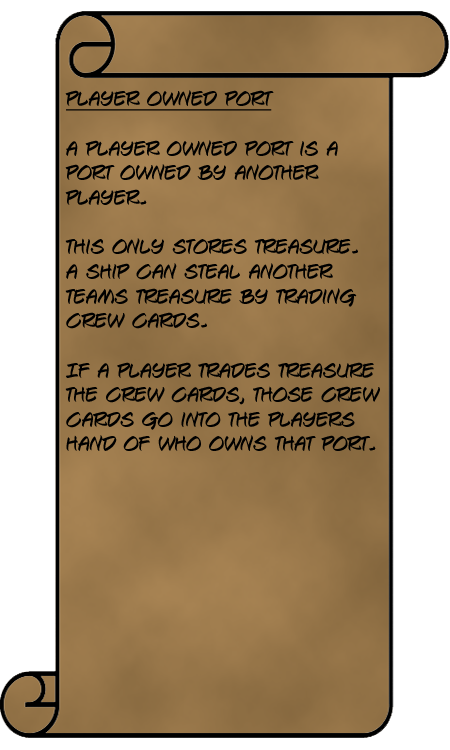 PLAYER OWNED PORT
A PLAYER OWNED PORT IS A
PORT OWNED BY ANOTHER
PLAYER.
THIS ONLY STORES TREASURE.
A SHIP CAN STEAL ANOTHER
TEAMS TREASURE BY TRADING
CREW CARDS.
IF A PLAYER TRADES TREASURE
THE CREW CARDS, THOSE CREW
CARDS GO INTO THE PLAYERS
HAND OF WHO OWNS THAT PORT.